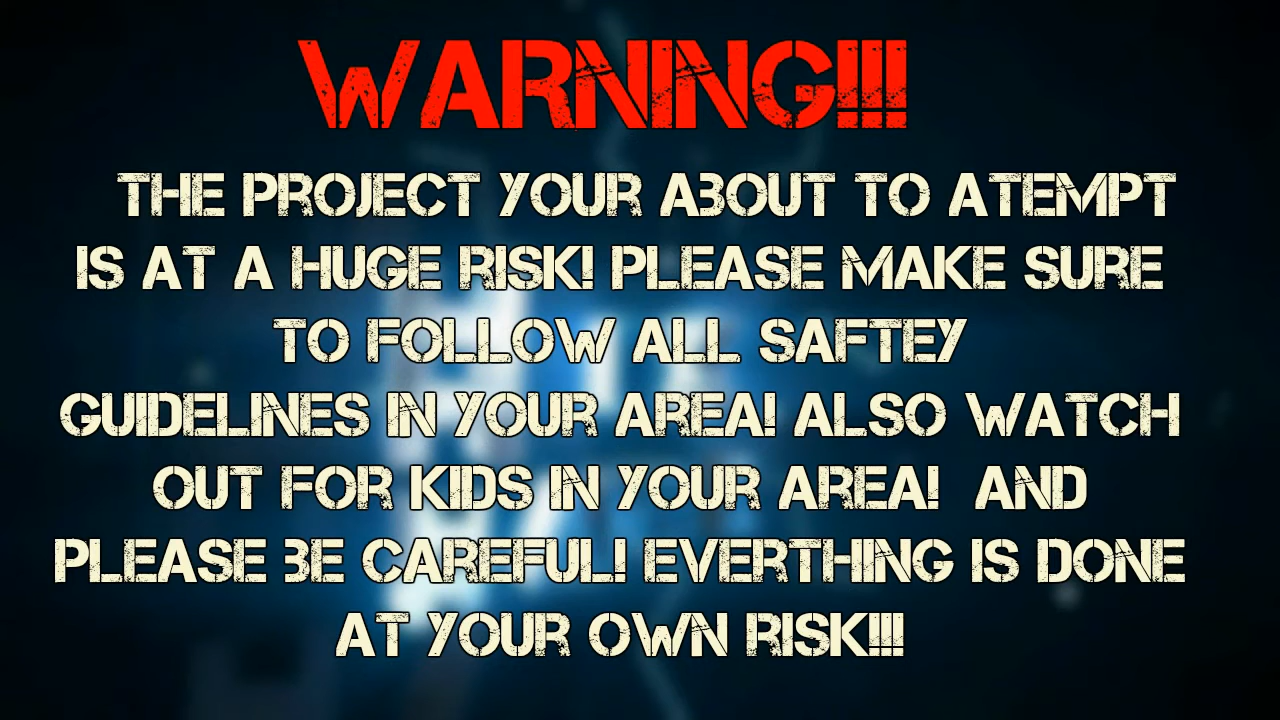 WARNING!!!
THE PROJECT YOUR ABOUT TO ATEMPT
IS AT A HUGE RISK! PLEASE MAKE SURE
TO FOLLOW ALL SAFTEY
GUIDELINES IN YOUR AREA! ALSO WATCH
OUT FOR KIDS IN YOUR AREA! AND
PLEASE BE CAREFUL! EVERTHING IS DONE
AT YOUR OWN RISK!!!